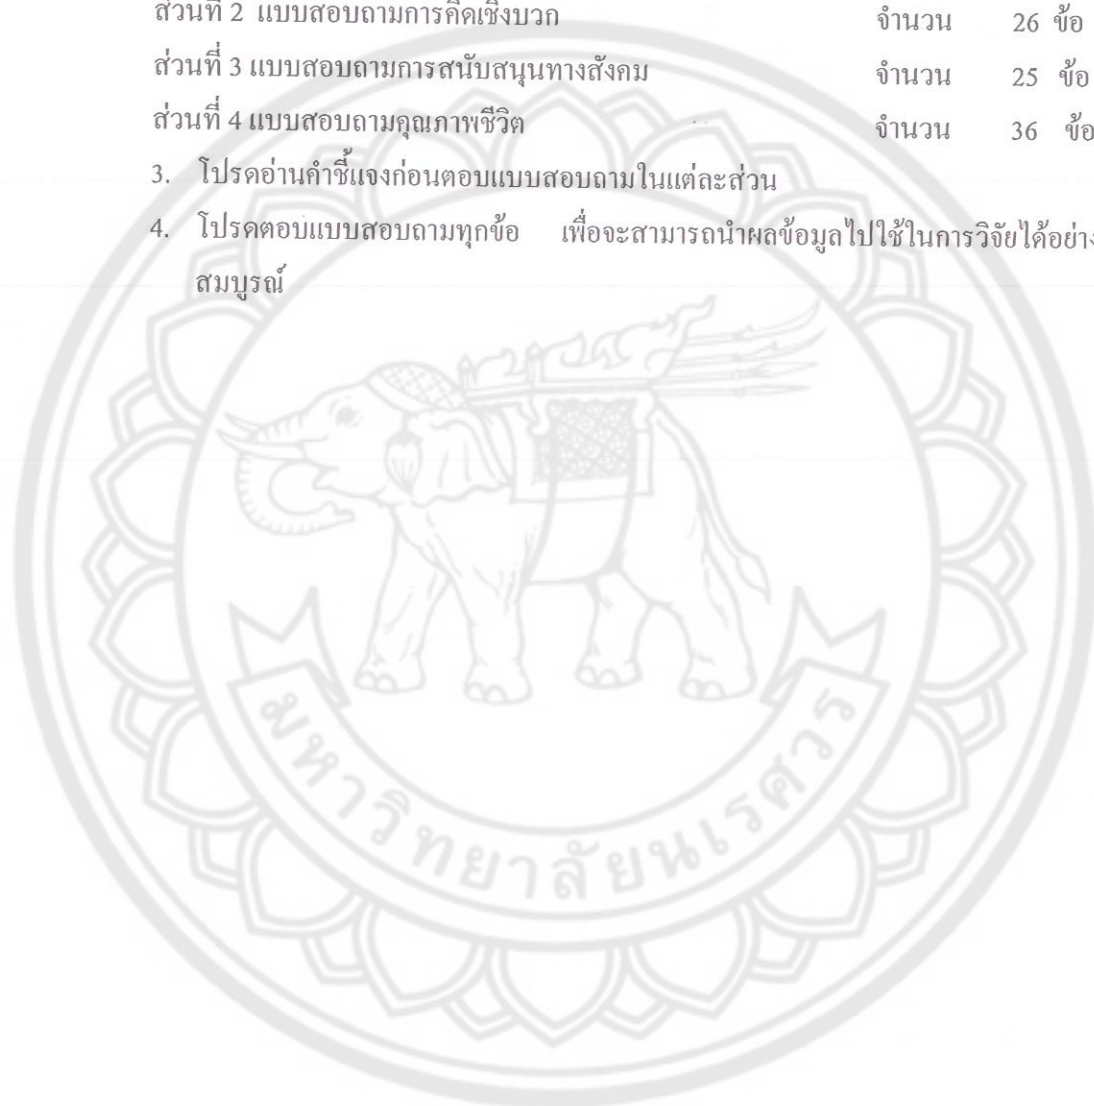 ส่วนที่ 2 แบบสอบถามการคิดเชิงบวก จำนวน 26 ข้อ
ส่วนที่ 3 แบบสอบถามการสนับสนุนทางสังคม จำนวน 25 ข้อ
ส่วนที่ 4 แบบสอบถามคุณภาพชีวิต จำนวน 36 ข้อ
3. โปรดอ่านคำชี้แจงก่อนตอบแบบสอบถามในแต่ละส่วน
4. โปรดตอบแบบสอบถามทุกข้อ เพื่อจะสามารถนำผลข้อมูลไปใช้ในการวิจัยได้อย่าง
สมบูรณ์
มหาวิทยาลัยนเรศวร